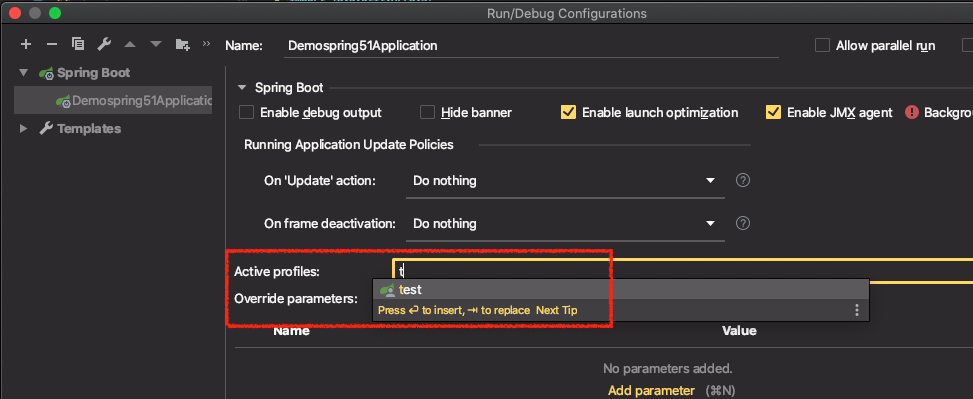 Run/Debug Configurations
Name: Demospring51Application
Allow parallel run
Spring Boot
Demospring51Applicatio
Templates
Spring Boot
Enable debug output
Hide banner
Enable launch optimization
Enable JMX agent
Backgro
Running Application Update Policies
On 'Update' action: Do nothing
On frame deactivation: Do nothing
Active profiles: t
test
Override parameters:
Press ⏎ to insert, ⇥ to replace Next Tip
Name Value
No parameters added.
Add parameter (⌘N)